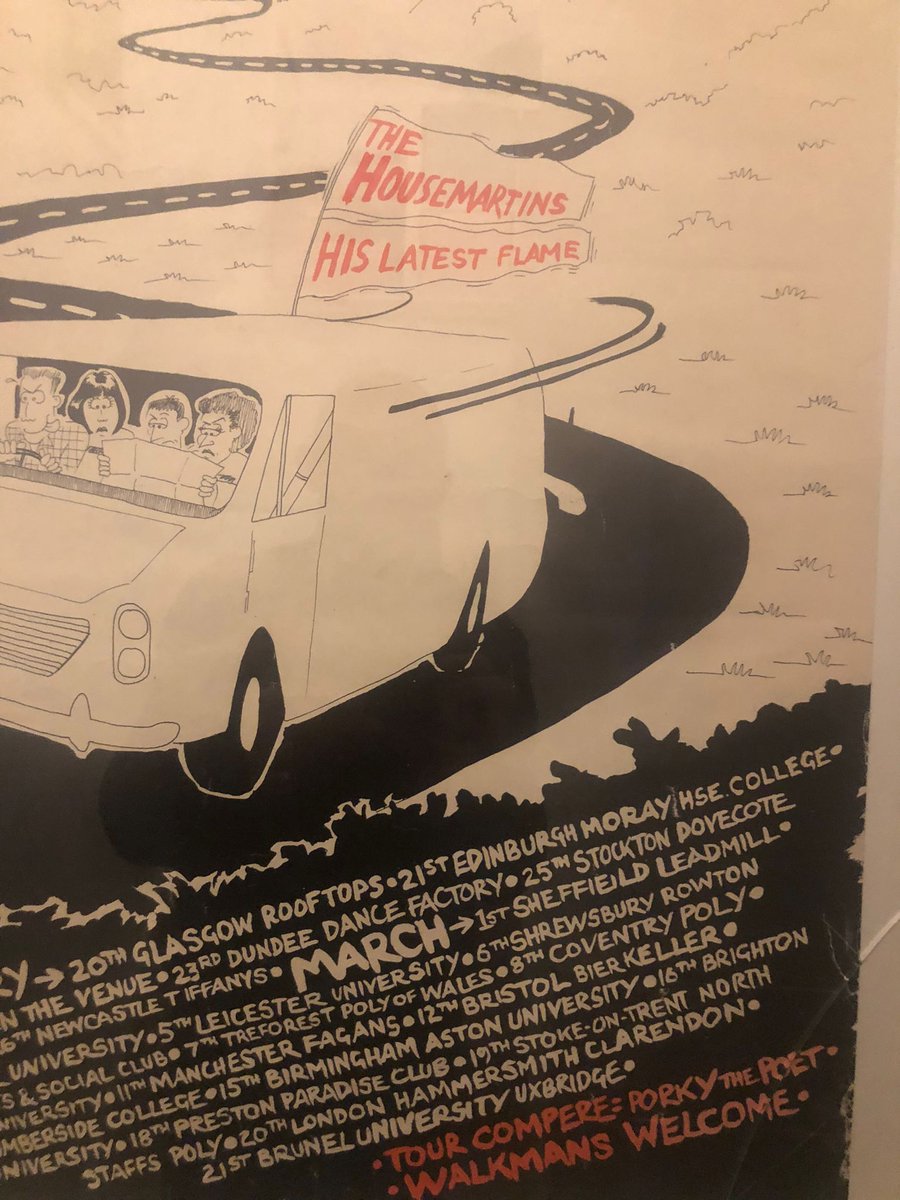 THE
HOUSEMARTINS
HIS LATEST FLAME
RY → 20TH GLASGOW ROOFTOPS • 21ST EDINBURGH MORAY HSE. COLLEGE •
N THE VENUE • 23RD DUNDEE DANCE FACTORY • 25TH STOCKTON DOVECOTE
6TH NEWCASTLE TIFFANYS • MARCH → 1ST SHEFFIELD LEADMILL •
UNIVERSITY • 5TH LEICESTER UNIVERSITY • 6TH SHREWSBURY ROWTON
S & SOCIAL CLUB • 7TH TREFOREST POLY OF WALES • 8TH COVENTRY POLY •
NIVERSITY • 11TH MANCHESTER FAGANS • 12TH BRISTOL BIERKELLER •
MBERSIDE COLLEGE • 15TH BIRMINGHAM ASTON UNIVERSITY • 16TH BRIGHTON
UNIVERSITY • 18TH PRESTON PARADISE CLUB • 19TH STOKE-ON-TRENT NORTH
STAFFS POLY • 20TH LONDON HAMMERSMITH CLARENDON •
21ST BRUNEL UNIVERSITY UXBRIDGE •
• TOUR COMPERE: PORKY THE POET •
• WALKMANS WELCOME •